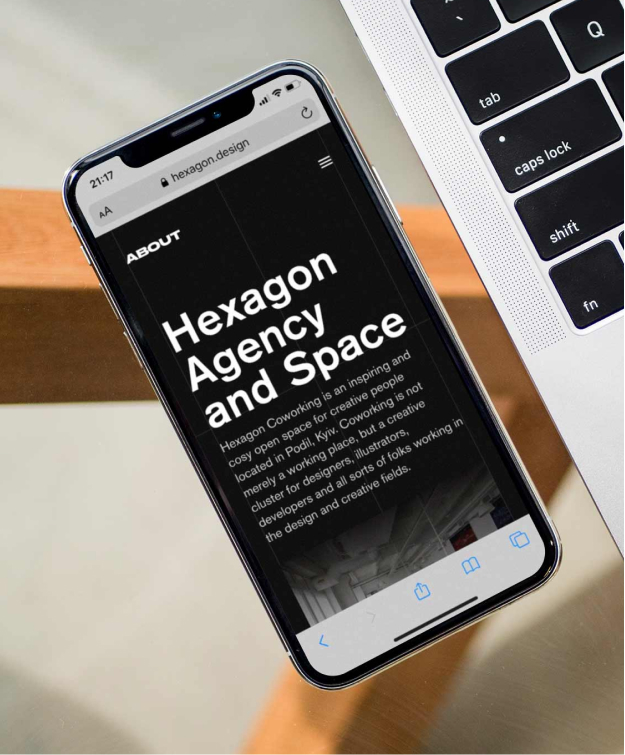 21:17
AA
hexagon.design
ABOUT
Hexagon
Agency
and Space
Hexagon Coworking is an inspiring and
cosy open space for creative people
located in Podil, Kyiv. Coworking is not
merely a working place, but a creative
cluster for designers, illustrators,
developers and all sorts of folks working in
the design and creative fields.
Q
tab
caps lock
shift
fn